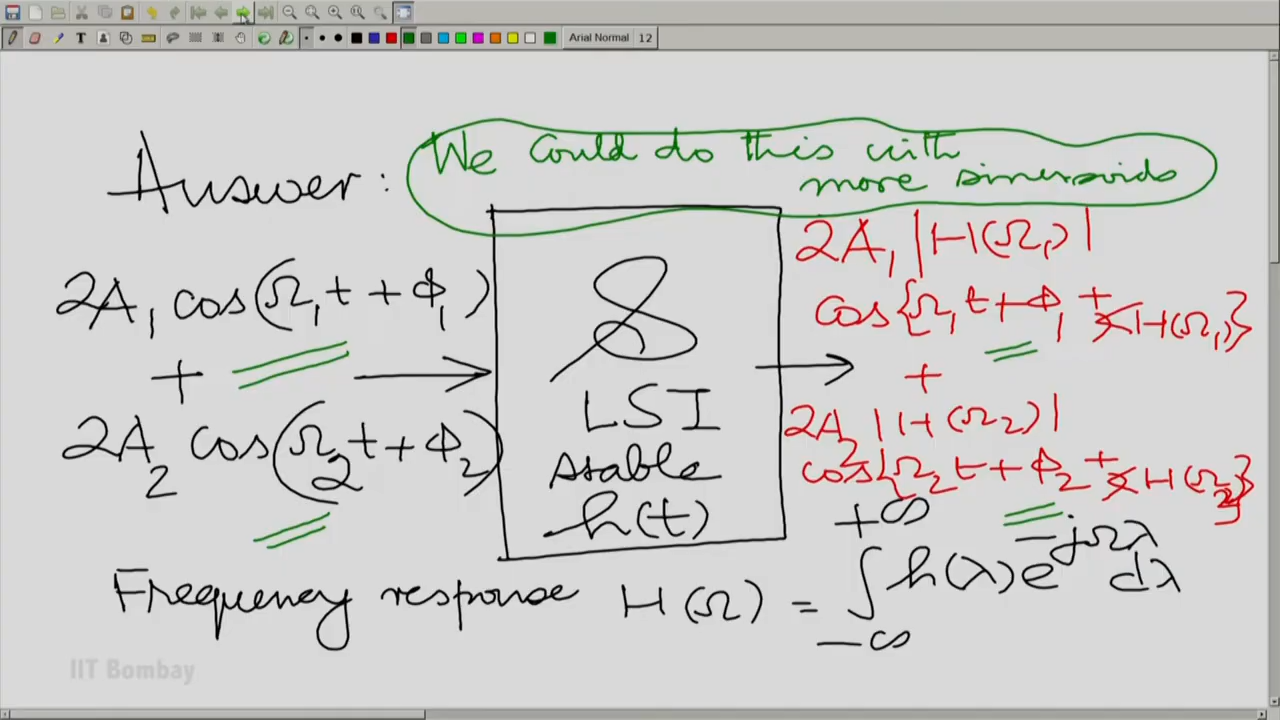 Arial Normal 12
Answer: We could do this with
more sinusoids
2A₁ cos(Ω₁t + Φ₁)
+
2A₂ cos(Ω₂t + Φ₂)
S
LSI
stable
h(t)
2A₁ |H(Ω₁)|
cos{Ω₁t + Φ₁ + ∠H(Ω₁)}
+
2A₂ |H(Ω₂)|
cos{Ω₂t + Φ₂ + ∠H(Ω₂)}
Frequency response H(Ω) = ∫_{-∞}^{+∞} h(λ) e^{-jΩλ} dλ
IIT Bombay